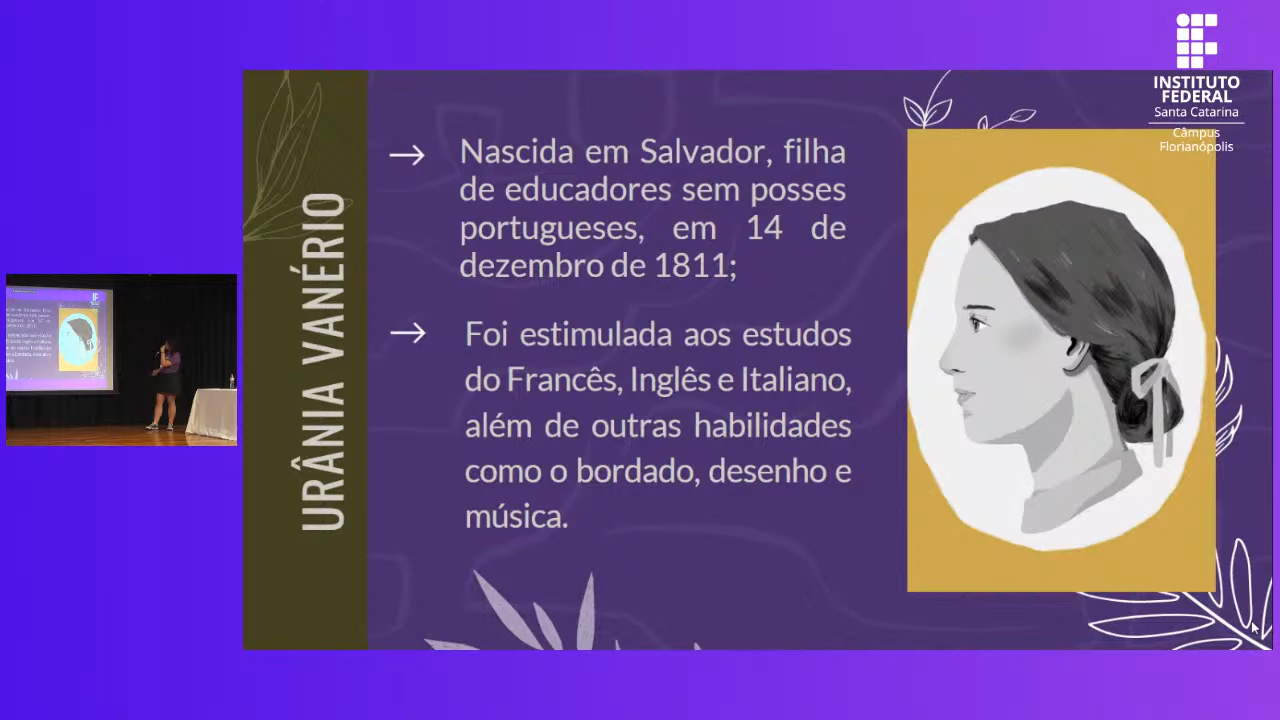 INSTITUTO
FEDERAL
Santa Catarina
Câmpus
Florianópolis
URÂNIA VANÉRIO
→ Nascida em Salvador, filha
de educadores sem posses
portugueses, em 14 de
dezembro de 1811;
→ Foi estimulada aos estudos
do Francês, Inglês e Italiano,
além de outras habilidades
como o bordado, desenho e
música.